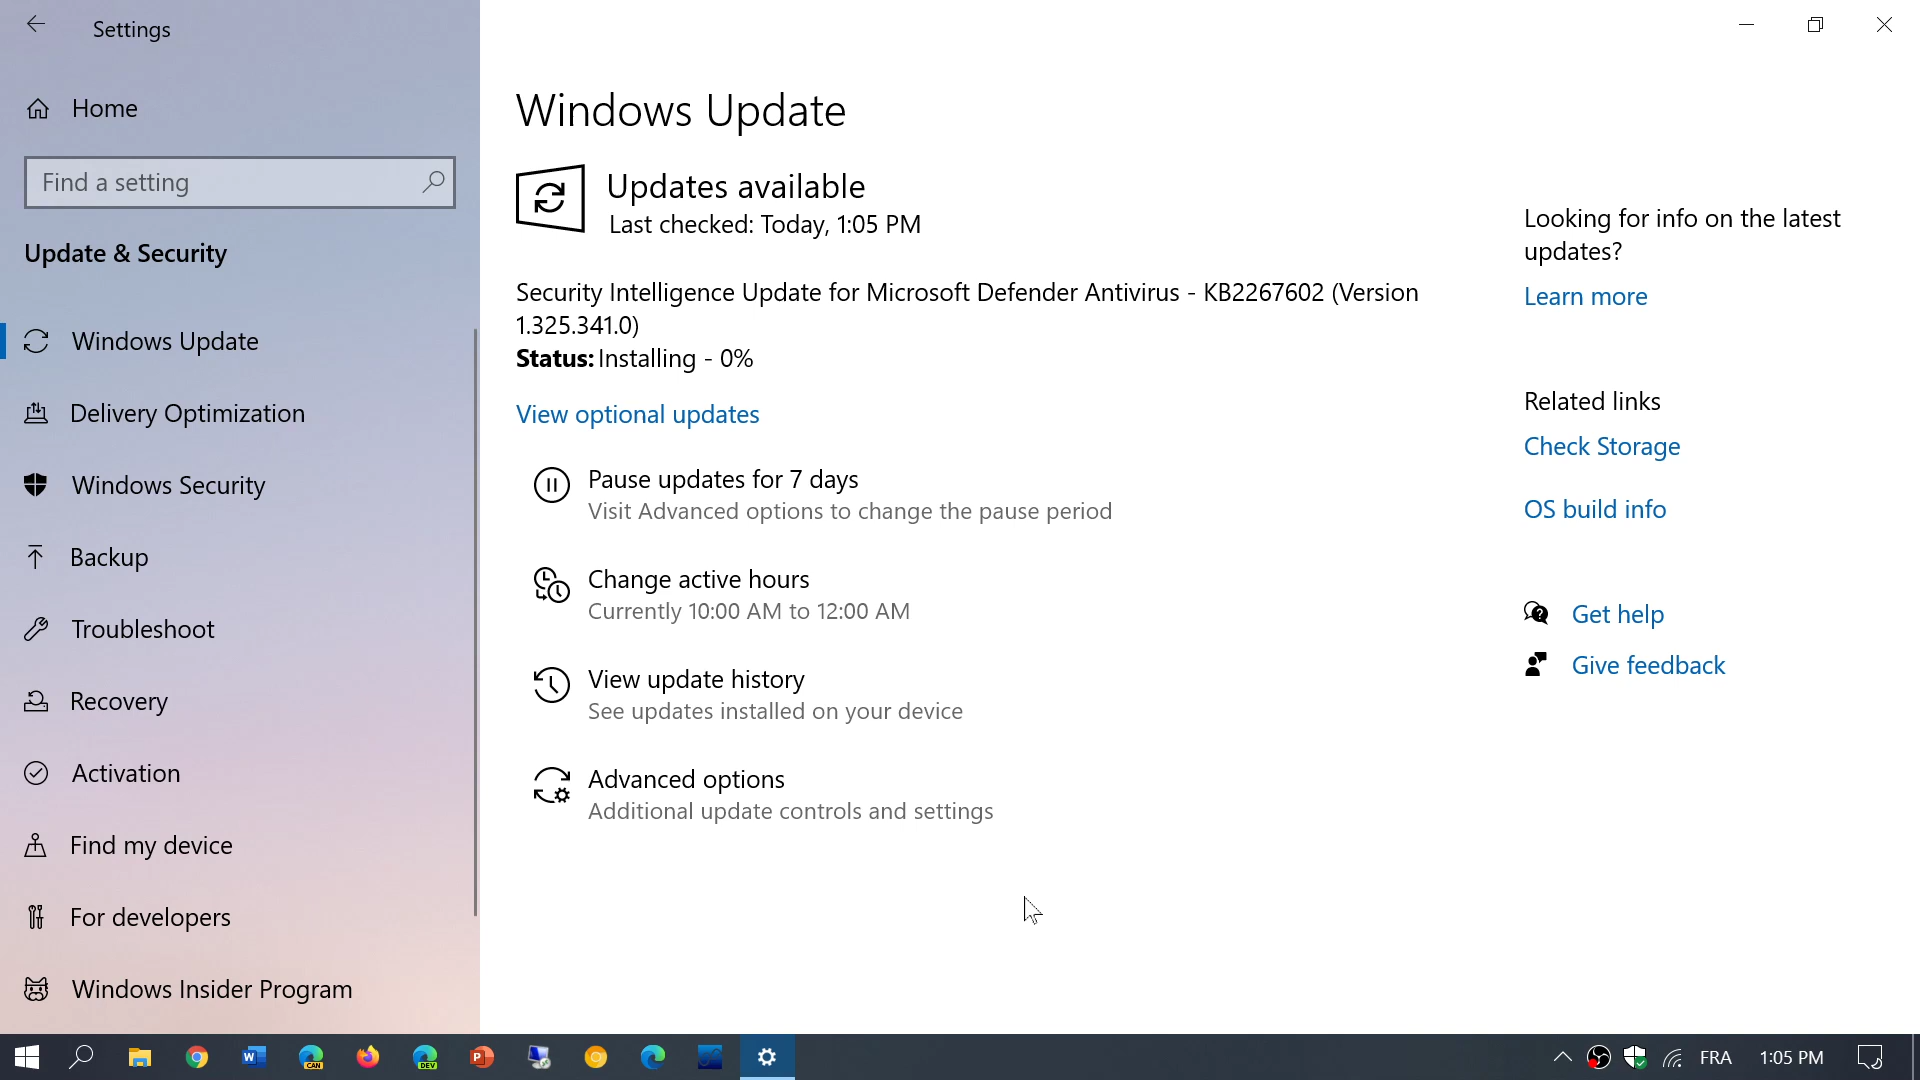 Settings
Home
Find a setting
Update & Security
Windows Update
Delivery Optimization
Windows Security
Backup
Troubleshoot
Recovery
Activation
Find my device
For developers
Windows Insider Program
Windows Update
Updates available
Last checked: Today, 1:05 PM
Security Intelligence Update for Microsoft Defender Antivirus - KB2267602 (Version
1.325.341.0)
Status: Installing - 0%
View optional updates
Pause updates for 7 days
Visit Advanced options to change the pause period
Change active hours
Currently 10:00 AM to 12:00 AM
View update history
See updates installed on your device
Advanced options
Additional update controls and settings
Looking for info on the latest
updates?
Learn more
Related links
Check Storage
OS build info
Get help
Give feedback
W
CAN
DEV
P
FRA
1:05 PM